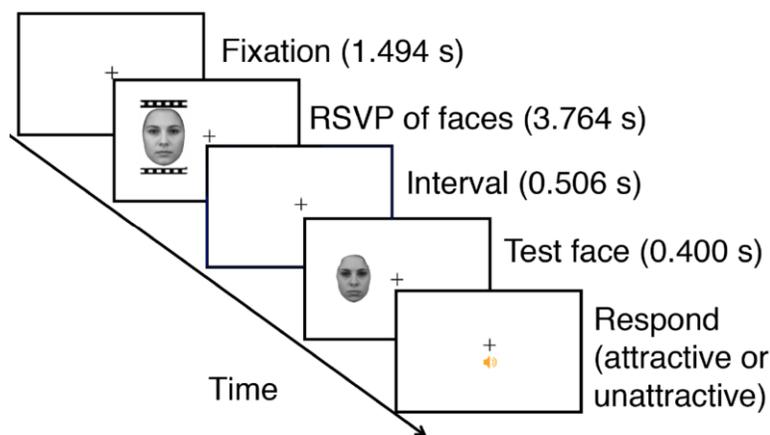 Fixation (1.494 s)
RSVP of faces (3.764 s)
Interval (0.506 s)
Test face (0.400 s)
Respond
(attractive or
unattractive)
Time